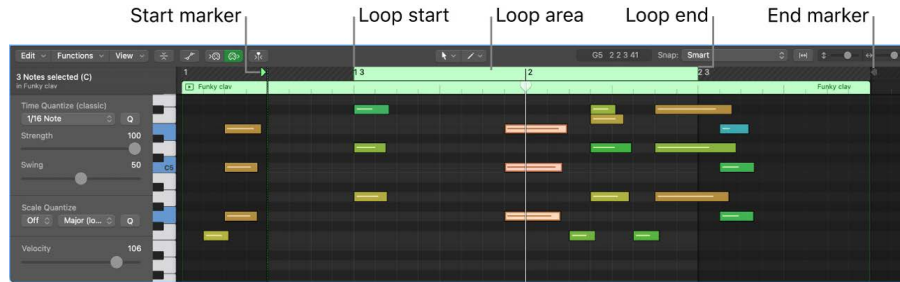 Start marker Loop start Loop area Loop end End marker
Edit Functions View G5 2 2 3 41 Snap: Smart
3 Notes selected (C)
in Funky clav
1 1 3 2 2 3
Funky clav Funky clav
Time Quantize (classic)
1/16 Note Q
Strength 100
Swing 50
C5
Scale Quantize
Off Major (lo... Q
Velocity 106